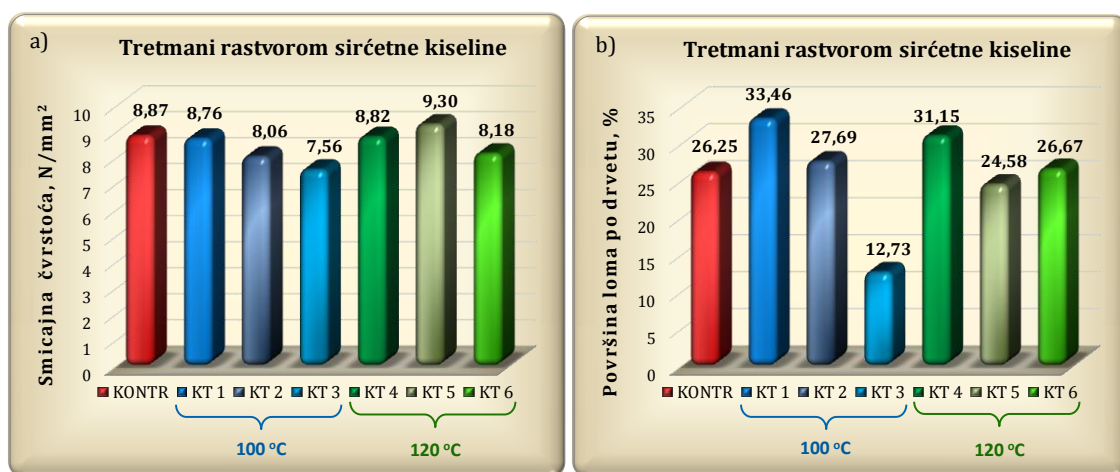 a)
Tretmani rastvorom sirćetne kiseline
Smicajna čvrstoća, N/mm²
10
9
8
7
6
5
4
3
2
1
0
8,87
8,76
8,06
7,56
8,82
9,30
8,18
KONTR KT 1 KT 2 KT 3 KT 4 KT 5 KT 6
100 °C
120 °C
b)
Tretmani rastvorom sirćetne kiseline
Površina loma po drvetu, %
35
30
25
20
15
10
5
0
26,25
33,46
27,69
12,73
31,15
24,58
26,67
KONTR KT 1 KT 2 KT 3 KT 4 KT 5 KT 6
100 °C
120 °C